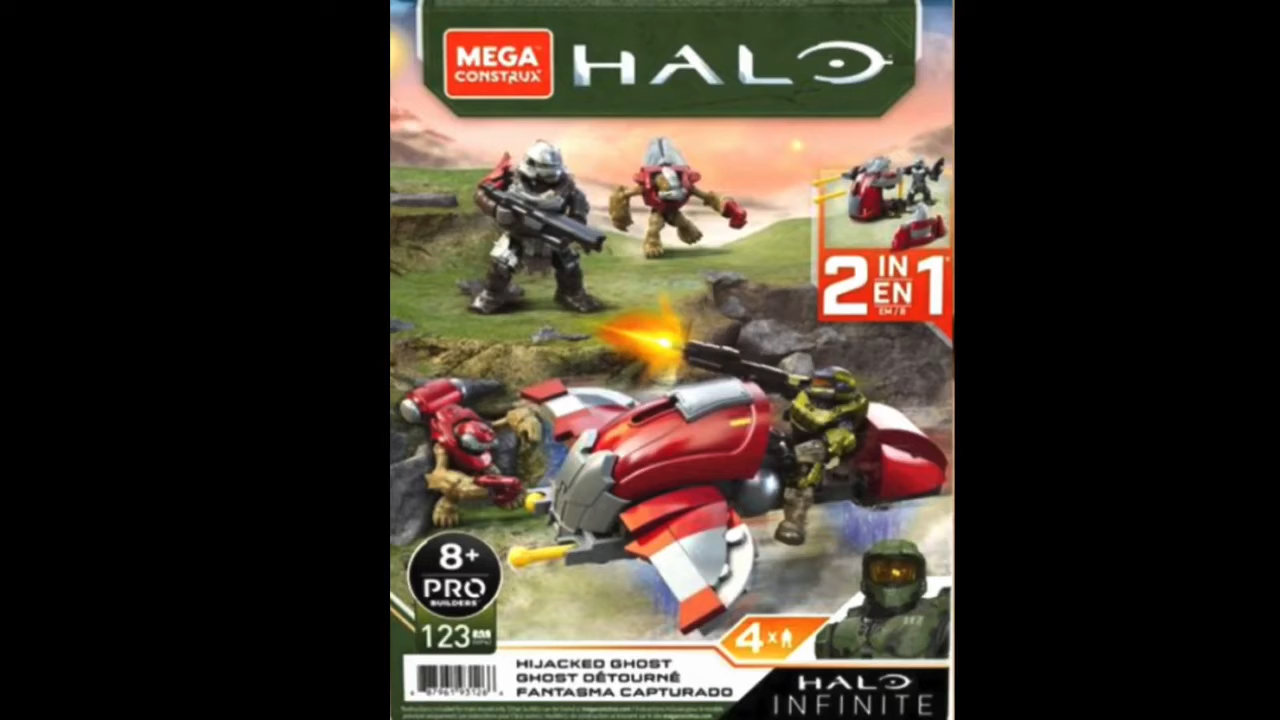 MEGA
CONSTRUX
HALO
2 IN 1
EN
8+
PRO
BUILDERS
123
4x
HIJACKED GHOST
GHOST DÉTOURNÉ
FANTASMA CAPTURADO
HALO
INFINITE